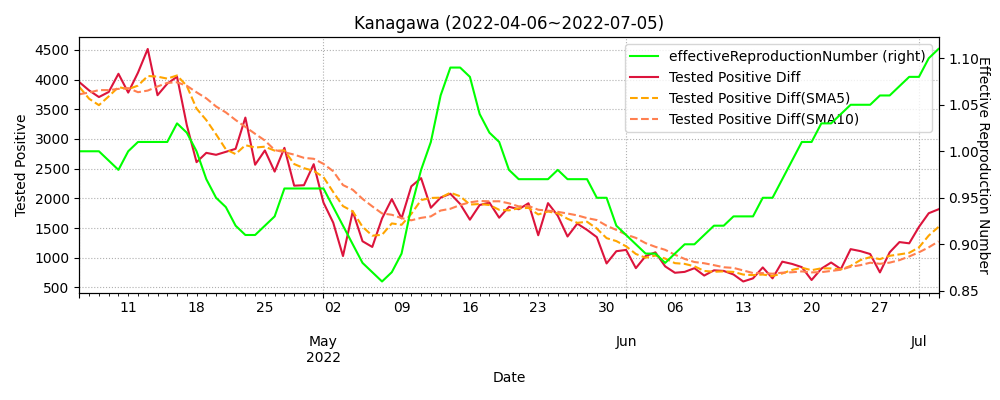 Kanagawa (2022-04-06~2022-07-05)
effectiveReproductionNumber (right)
Tested Positive Diff
Tested Positive Diff(SMA5)
Tested Positive Diff(SMA10)
Tested Positive
4500
4000
3500
3000
2500
2000
1500
1000
500
1.10
1.05
1.00
0.95
0.90
0.85
Effective Reproduction Number
11 18 25 02 09 16 23 30 06 13 20 27
May Jun Jul
2022
Date